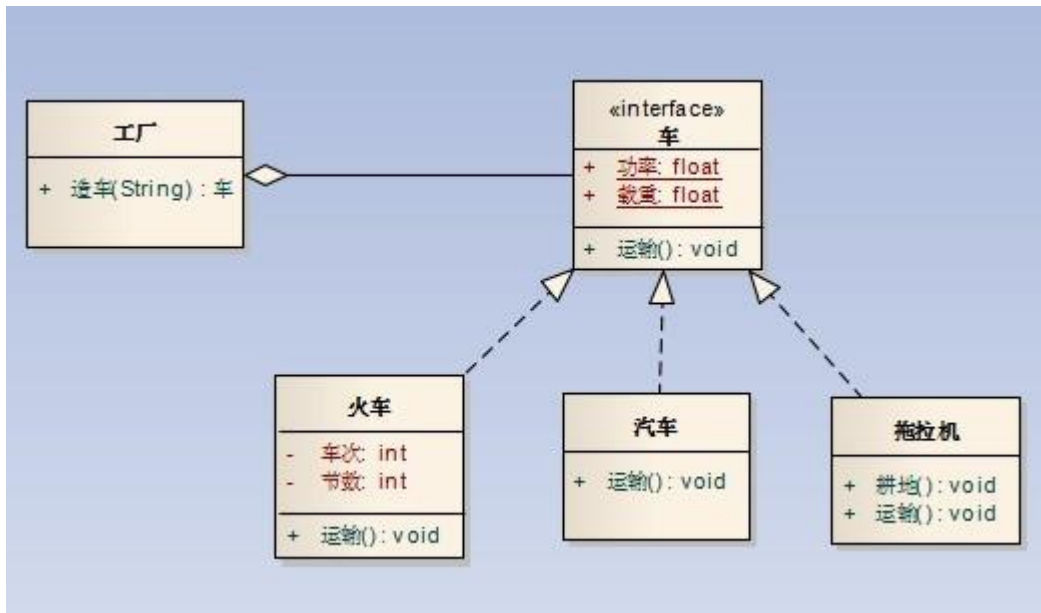 工厂
+ 造车(String) : 车
«interface»
车
+ 功率: float
+ 载重: float
+ 运输() : void
火车
- 车次: int
- 节数: int
+ 运输() : void
汽车
+ 运输() : void
拖拉机
+ 耕地() : void
+ 运输() : void